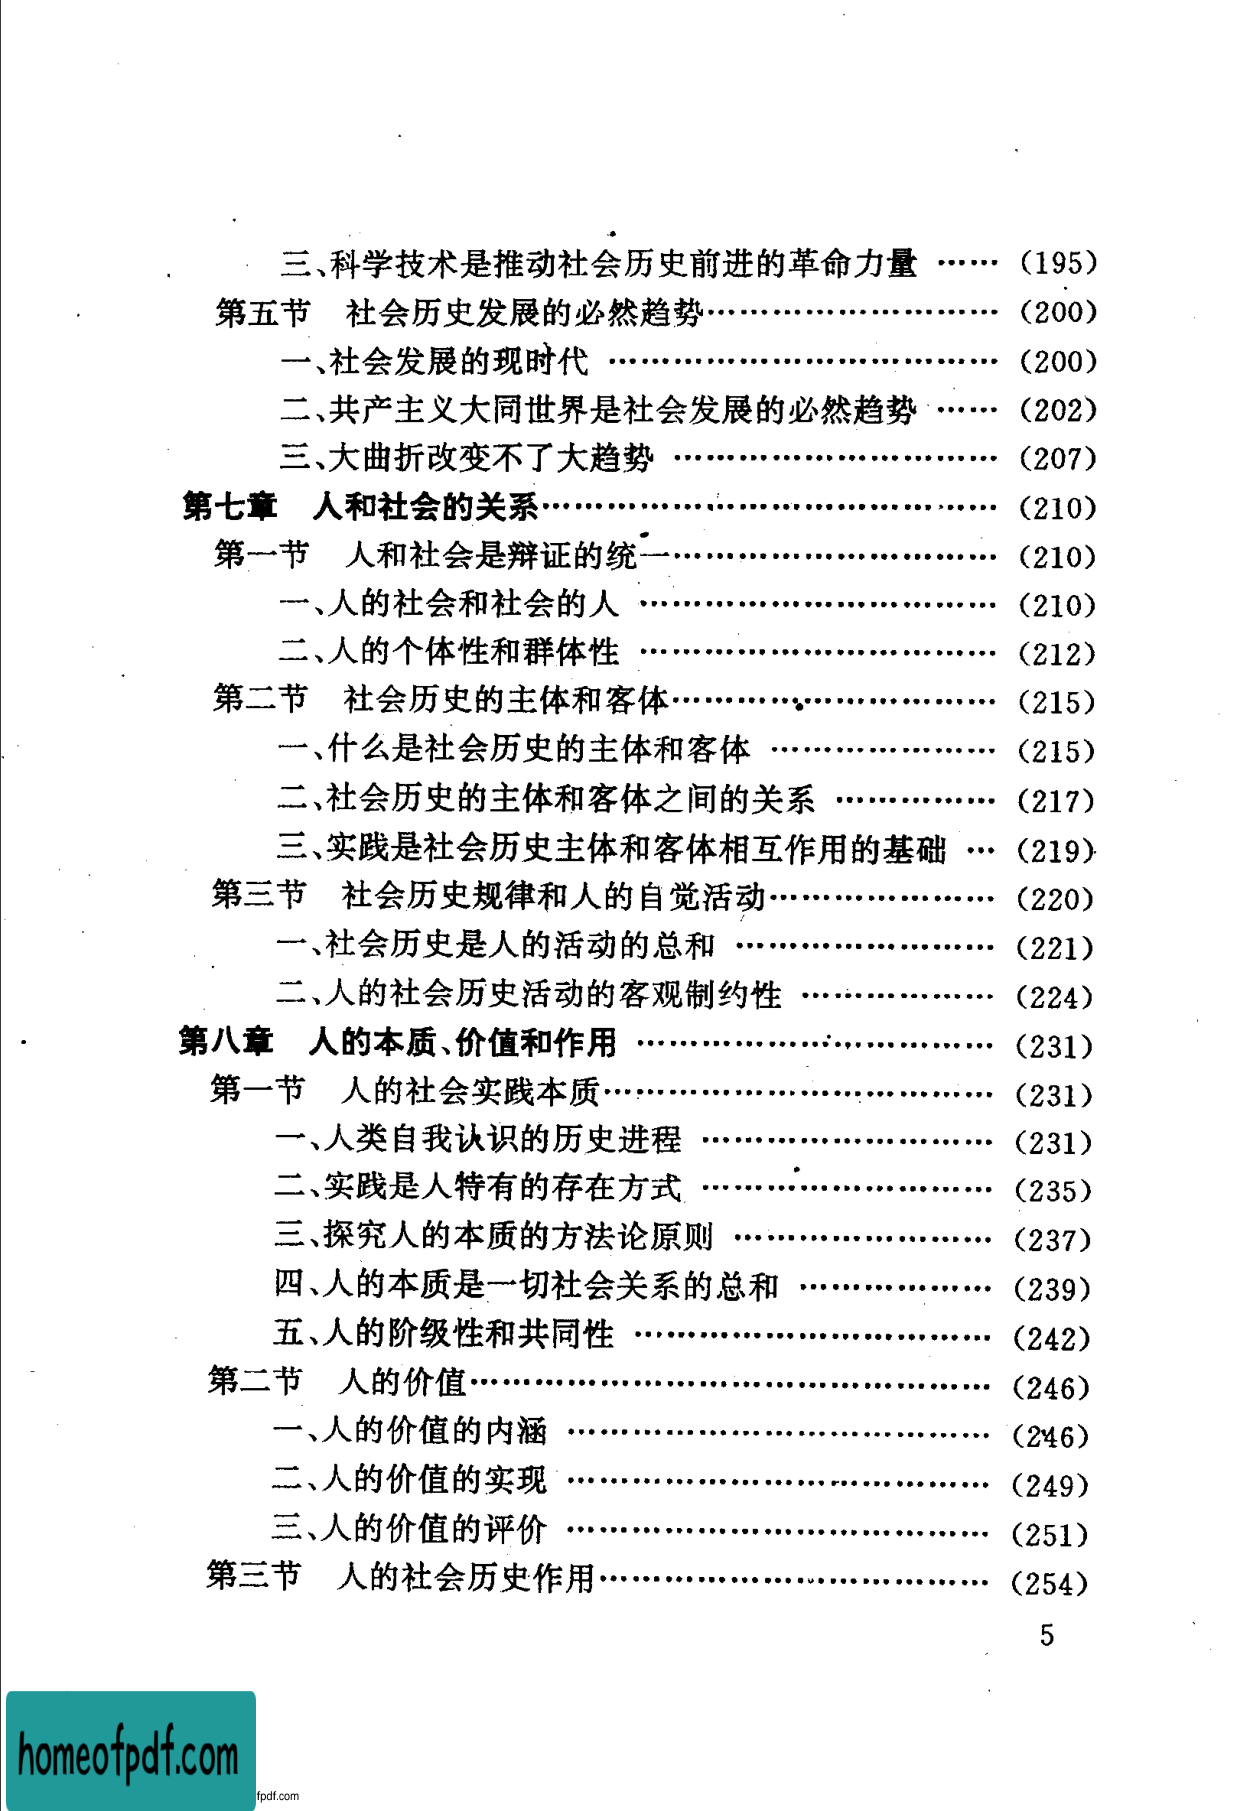 三、科学技术是推动社会历史前进的革命力量 …… (195)
第五节 社会历史发展的必然趋势……………………… (200)
一、社会发展的现时代 ……………………………… (200)
二、共产主义大同世界是社会发展的必然趋势 …… (202)
三、大曲折改变不了大趋势 ………………………… (207)
第七章 人和社会的关系…………………………………… (210)
第一节 人和社会是辩证的统一………………………… (210)
一、人的社会和社会的人 …………………………… (210)
二、人的个体性和群体性 …………………………… (212)
第二节 社会历史的主体和客体………………………… (215)
一、什么是社会历史的主体和客体 ………………… (215)
二、社会历史的主体和客体之间的关系 …………… (217)
三、实践是社会历史主体和客体相互作用的基础 … (219)
第三节 社会历史规律和人的自觉活动………………… (220)
一、社会历史是人的活动的总和 …………………… (221)
二、人的社会历史活动的客观制约性 ……………… (224)
第八章 人的本质、价值和作用 …………………………… (231)
第一节 人的社会实践本质……………………………… (231)
一、人类自我认识的历史进程 ……………………… (231)
二、实践是人特有的存在方式 ……………………… (235)
三、探究人的本质的方法论原则 …………………… (237)
四、人的本质是一切社会关系的总和 ……………… (239)
五、人的阶级性和共同性 …………………………… (242)
第二节 人的价值………………………………………… (246)
一、人的价值的内涵 ………………………………… (246)
二、人的价值的实现 ………………………………… (249)
三、人的价值的评价 ………………………………… (251)
第三节 人的社会历史作用……………………………… (254)
5
homeofpdf.com
fpdf.com